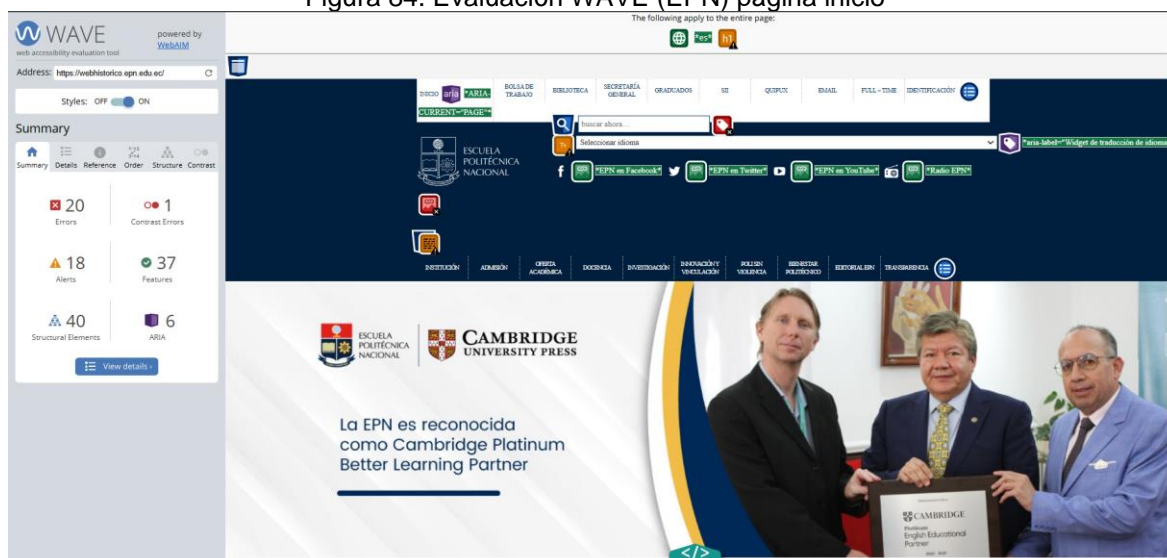 Figura 84. Evaluación WAVE (EPN) página inicio
WAVE
powered by
WebAIM
web accessibility evaluation tool
Address: https://webhistorico.epn.edu.ec/
Styles: OFF ON
Summary
Summary Details Reference Order Structure Contrast
20
Errors
1
Contrast Errors
18
Alerts
37
Features
40
Structural Elements
6
ARIA
View details ›
The following apply to the entire page:
*es* h1
INICIO aria *ARIA-CURRENT="PAGE"*
BOLSA DE TRABAJO
BIBLIOTECA
SECRETARÍA GENERAL
GRADUADOS
SII
QUIPUX
EMAIL
FULL – TIME
IDENTIFICACIÓN
buscar ahora...
Seleccionar idioma
*aria-label="Widget de traducción de idioma
ESCUELA
POLITÉCNICA
NACIONAL
*EPN en Facebook* *EPN en Twitter* *EPN en YouTube* *Radio EPN*
INSTITUCIÓN
ADMISIÓN
OFERTA ACADÉMICA
DOCENCIA
INVESTIGACIÓN
INNOVACIÓN Y VINCULACIÓN
POLI SIN VIOLENCIA
BIENESTAR POLITÉCNICO
EDITORIAL EPN
TRANSPARENCIA
ESCUELA
POLITÉCNICA
NACIONAL
CAMBRIDGE
UNIVERSITY PRESS
La EPN es reconocida
como Cambridge Platinum
Better Learning Partner
CAMBRIDGE
English Educational
Partner